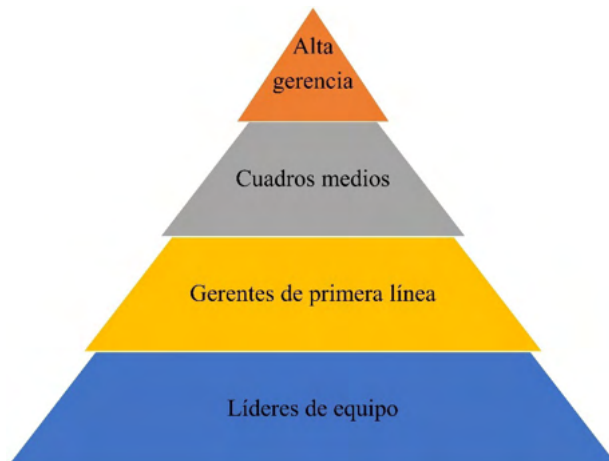 Alta
gerencia
Cuadros medios
Gerentes de primera línea
Líderes de equipo